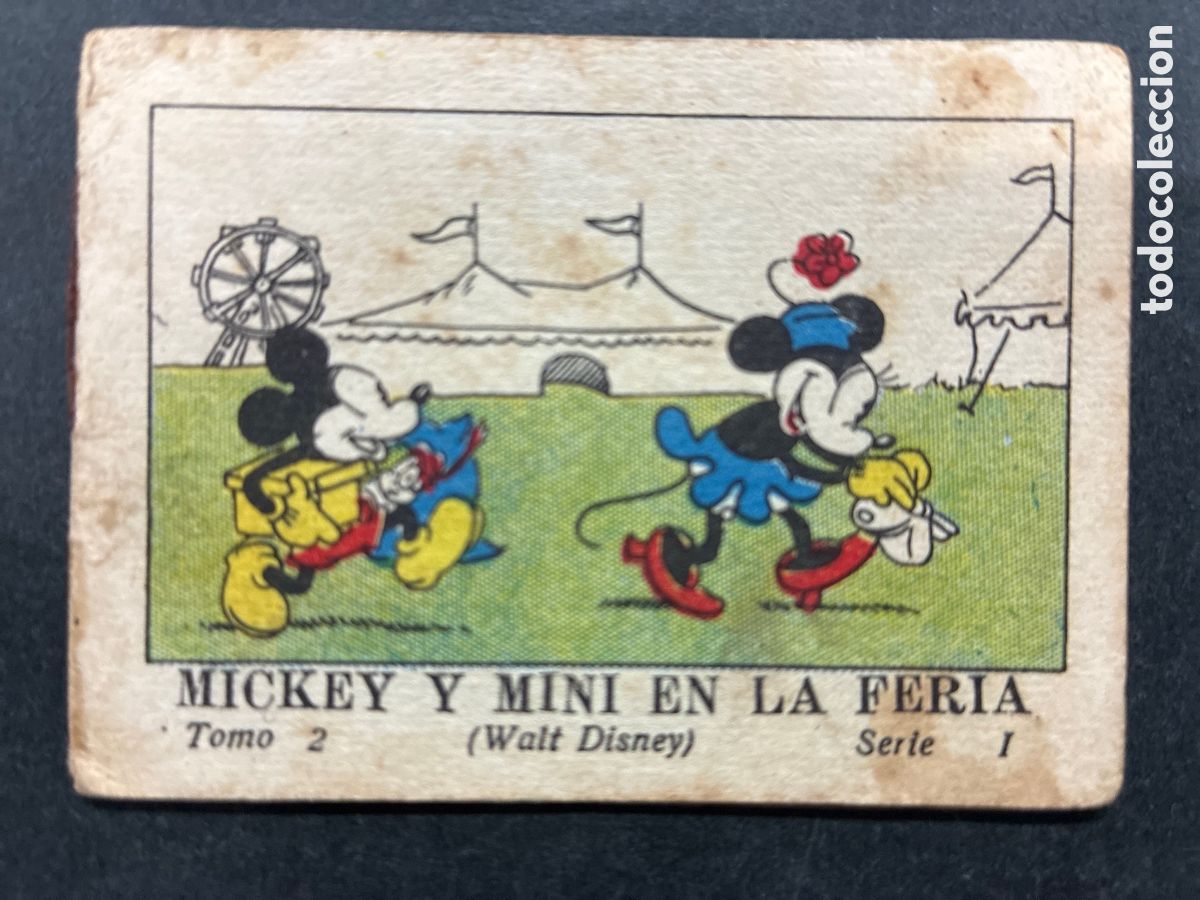 MICKEY Y MINI EN LA FERIA
Tomo 2 (Walt Disney) Serie I
todocoleccion